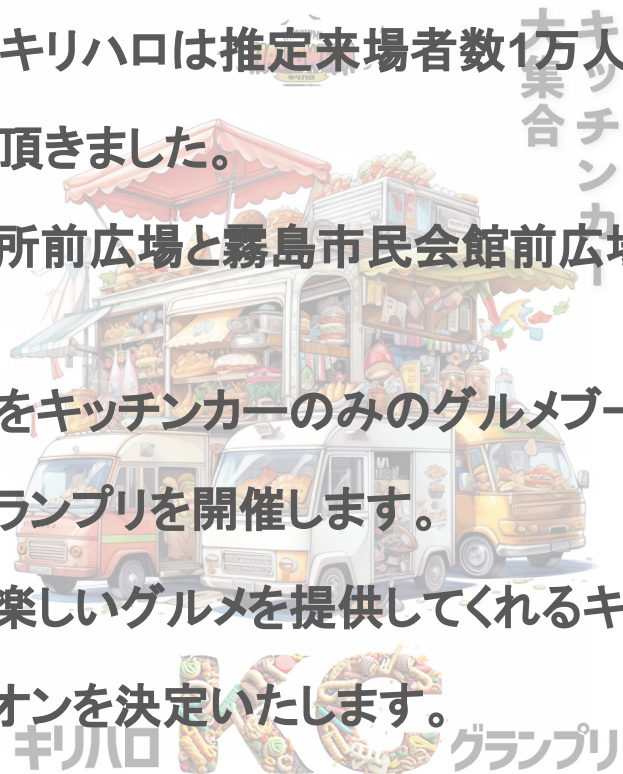 キリハロは推定来場者数1万人
頂きました。
所前広場と霧島市民会館前広場
をキッチンカーのみのグルメブー
ランプリを開催します。
楽しいグルメを提供してくれるキ
オンを決定いたします。
キッチンカー
大集合
キリハロ
KG
グランプリ